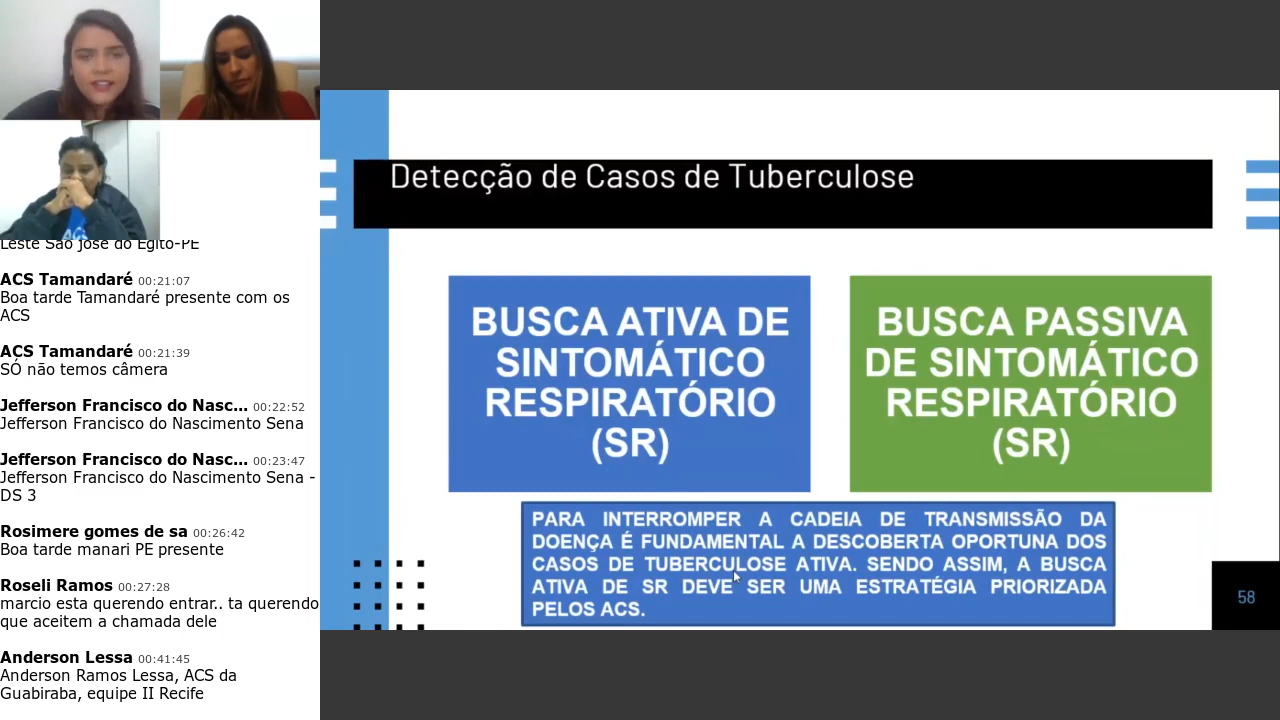 ACS
Leste São josé do Egito-PE
ACS Tamandaré 00:21:07
Boa tarde Tamandaré presente com os
ACS
ACS Tamandaré 00:21:39
SÓ não temos câmera
Jefferson Francisco do Nasc... 00:22:52
Jefferson Francisco do Nascimento Sena
Jefferson Francisco do Nasc... 00:23:47
Jefferson Francisco do Nascimento Sena -
DS 3
Rosimere gomes de sa 00:26:42
Boa tarde manari PE presente
Roseli Ramos 00:27:28
marcio esta querendo entrar.. ta querendo
que aceitem a chamada dele
Anderson Lessa 00:41:45
Anderson Ramos Lessa, ACS da
Guabiraba, equipe II Recife
Detecção de Casos de Tuberculose
BUSCA ATIVA DE
SINTOMÁTICO
RESPIRATÓRIO
(SR)
BUSCA PASSIVA
DE SINTOMÁTICO
RESPIRATÓRIO
(SR)
PARA INTERROMPER A CADEIA DE TRANSMISSÃO DA
DOENÇA É FUNDAMENTAL A DESCOBERTA OPORTUNA DOS
CASOS DE TUBERCULOSE ATIVA. SENDO ASSIM, A BUSCA
ATIVA DE SR DEVE SER UMA ESTRATÉGIA PRIORIZADA
PELOS ACS.
58